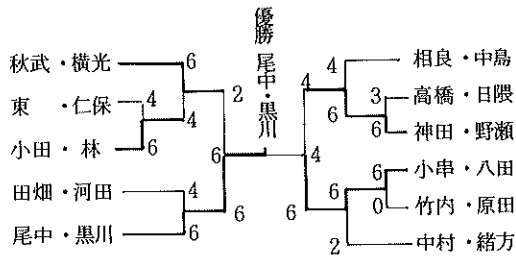 優勝 尾中・黒川
秋武・横光
東・仁保
小田・林
田畑・河田
尾中・黒川
6
4
6
4
4
6
2
6
6
4
4
6
4
6
3
6
6
0
6
2
相良・中鳥
高橋・日隈
神田・野瀬
小串・八田
竹内・原田
中村・緒方